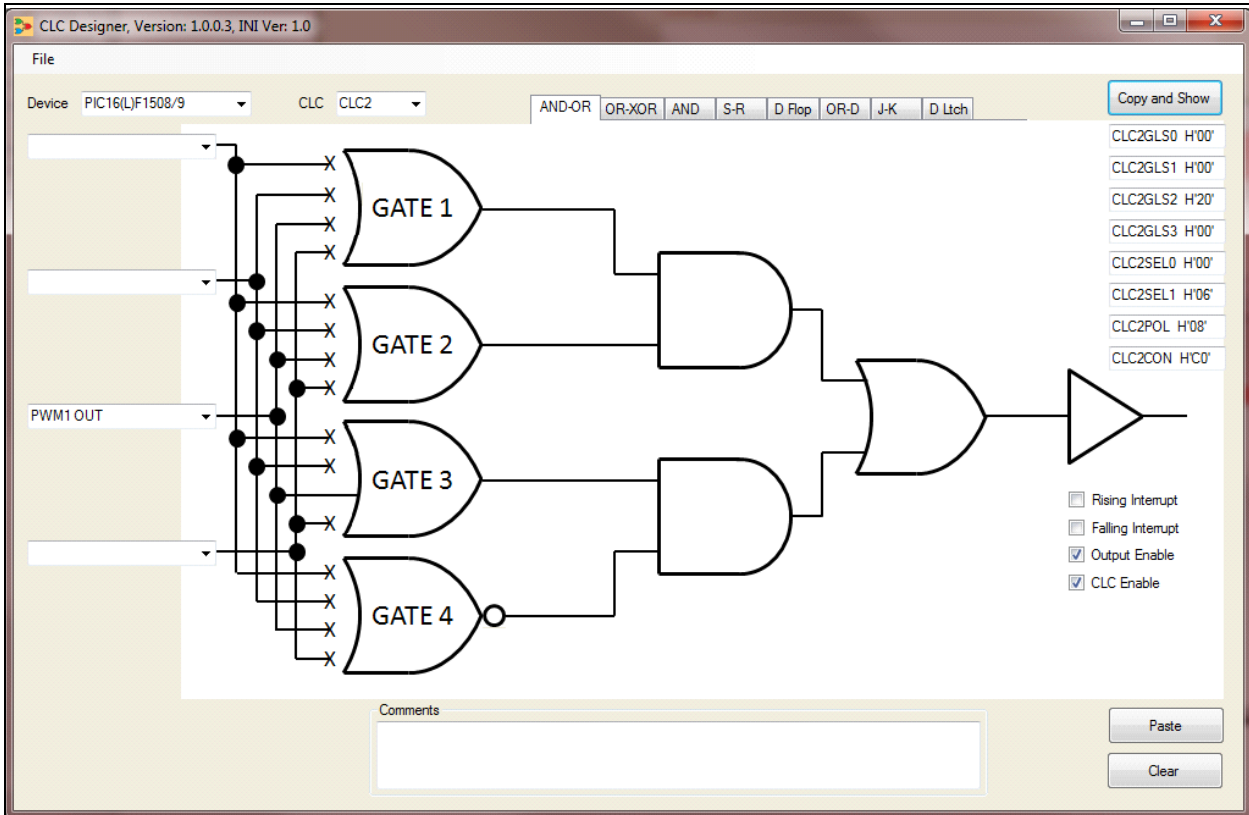 CLC Designer, Version: 1.0.0.3, INI Ver: 1.0
File
Device PIC16(L)F1508/9 CLC CLC2
AND-OR OR-XOR AND S-R D Flop OR-D J-K D Ltch
Copy and Show
CLC2GLS0 H'00'
CLC2GLS1 H'00'
CLC2GLS2 H'20'
CLC2GLS3 H'00'
CLC2SEL0 H'00'
CLC2SEL1 H'06'
CLC2POL H'08'
CLC2CON H'C0'
X
X
GATE 1
X
X
X
X
GATE 2
X
X
PWM1 OUT
X
X
GATE 3
X
X
X
GATE 4
X
X
Rising Interrupt
Falling Interrupt
Output Enable
CLC Enable
Comments
Paste
Clear